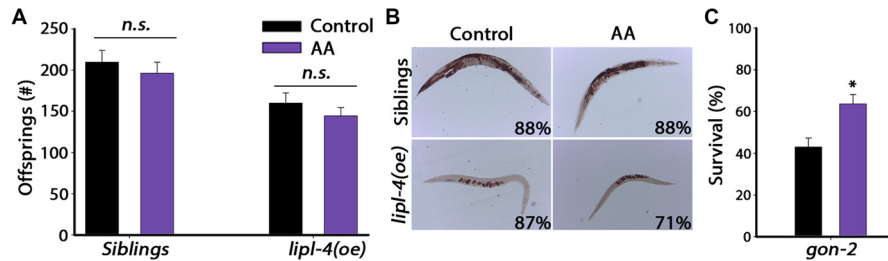 A
Offsprings (#)
250
200
150
100
50
0
n.s.
n.s.
Control
AA
Siblings
lipl-4(oe)
B
Control
AA
Siblings
88%
88%
lipl-4(oe)
87%
71%
C
Survival (%)
100
80
60
40
20
0
*
gon-2